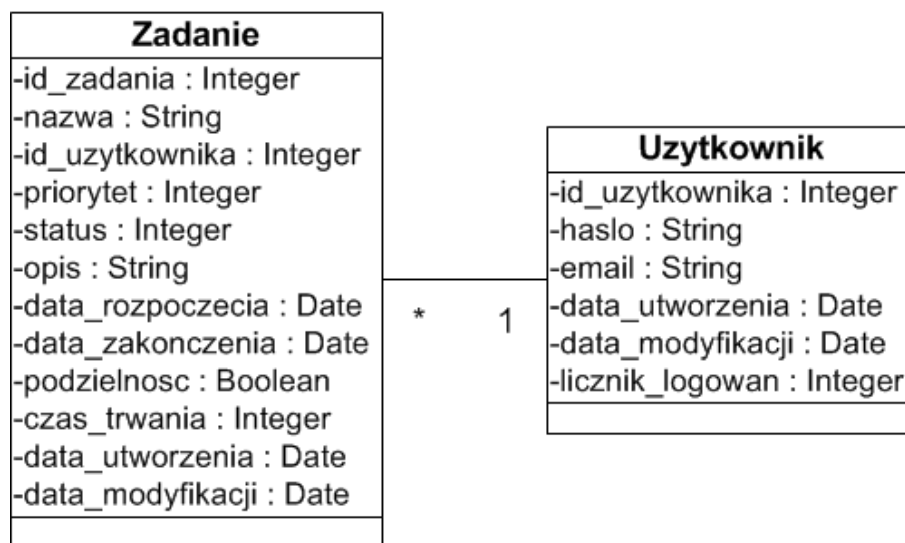 Zadanie
-id_zadania : Integer
-nazwa : String
-id_uzytkownika : Integer
-priorytet : Integer
-status : Integer
-opis : String
-data_rozpoczecia : Date
-data_zakonczenia : Date
-podzielnosc : Boolean
-czas_trwania : Integer
-data_utworzenia : Date
-data_modyfikacji : Date
* 1
Uzytkownik
-id_uzytkownika : Integer
-haslo : String
-email : String
-data_utworzenia : Date
-data_modyfikacji : Date
-licznik_logowan : Integer